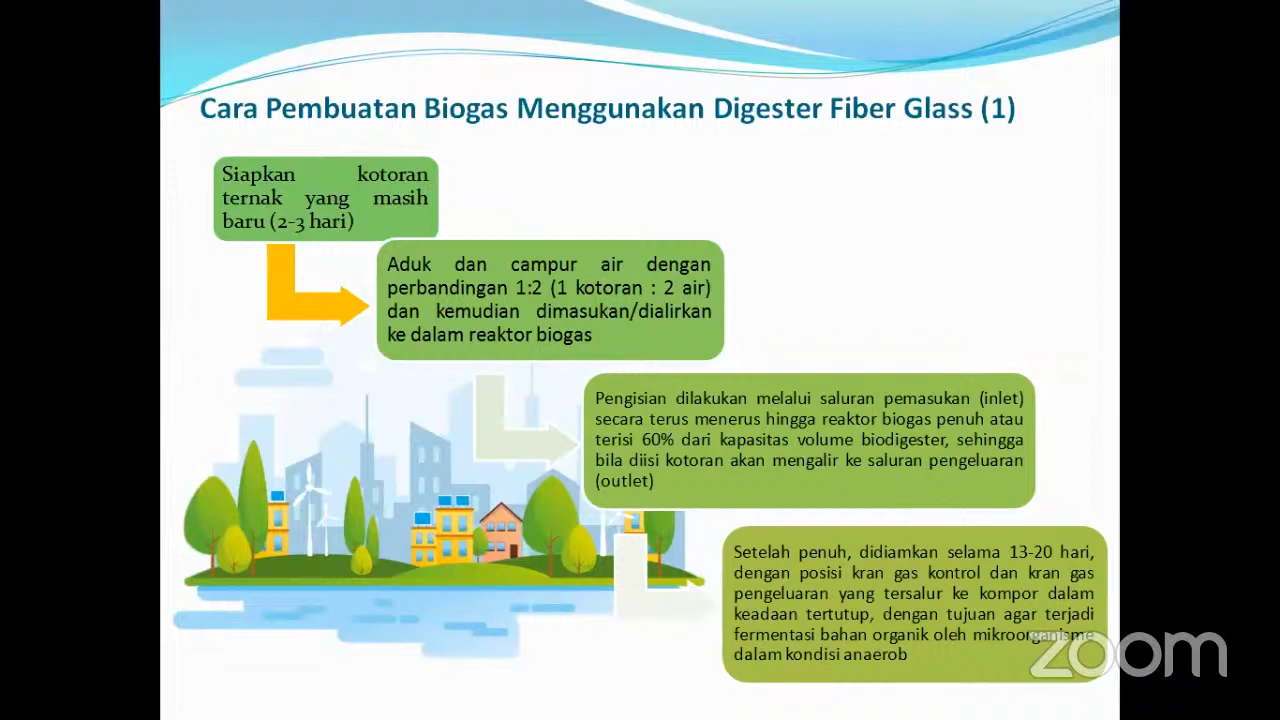 Cara Pembuatan Biogas Menggunakan Digester Fiber Glass (1)
Siapkan kotoran
ternak yang masih
baru (2-3 hari)
Aduk dan campur air dengan
perbandingan 1:2 (1 kotoran : 2 air)
dan kemudian dimasukan/dialirkan
ke dalam reaktor biogas
Pengisian dilakukan melalui saluran pemasukan (inlet)
secara terus menerus hingga reaktor biogas penuh atau
terisi 60% dari kapasitas volume biodigester, sehingga
bila diisi kotoran akan mengalir ke saluran pengeluaran
(outlet)
Setelah penuh, didiamkan selama 13-20 hari,
dengan posisi kran gas kontrol dan kran gas
pengeluaran yang tersalur ke kompor dalam
keadaan tertutup, dengan tujuan agar terjadi
fermentasi bahan organik oleh mikroorganisme
dalam kondisi anaerob
zoom